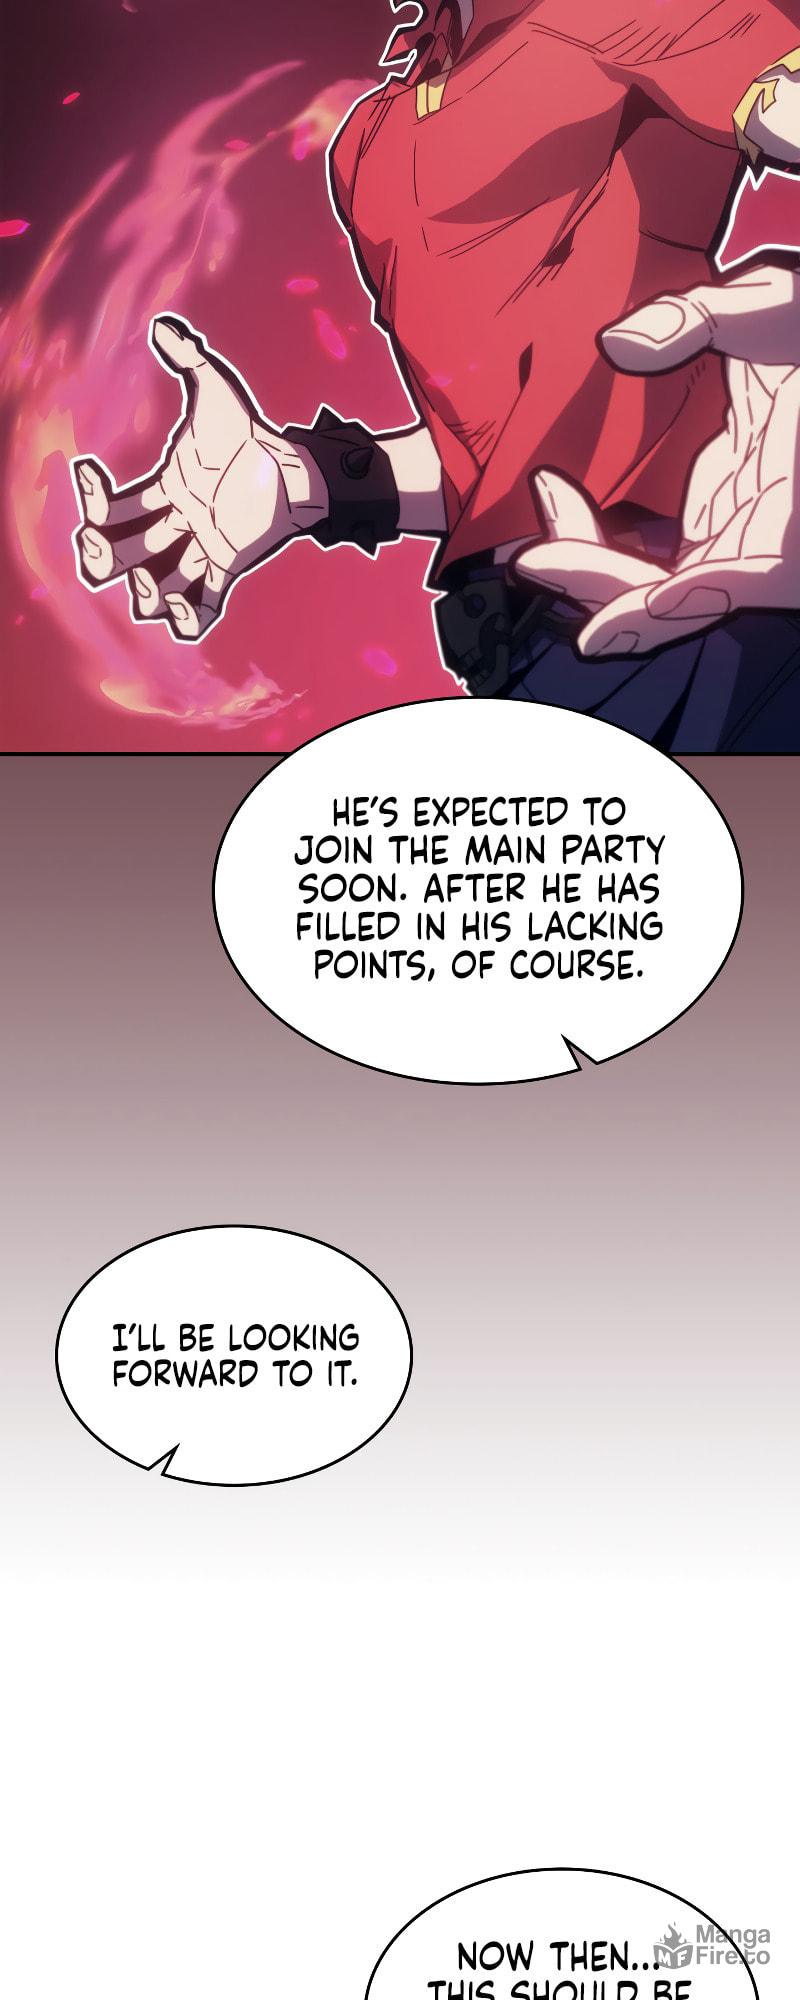 HE'S EXPECTED TO
JOIN THE MAIN PARTY
SOON. AFTER HE HAS
FILLED IN HIS LACKING
POINTS, OF COURSE.
I'LL BE LOOKING
FORWARD TO IT.
NOW THEN...
THIS SHOULD BE
Manga
Fire.to
MF